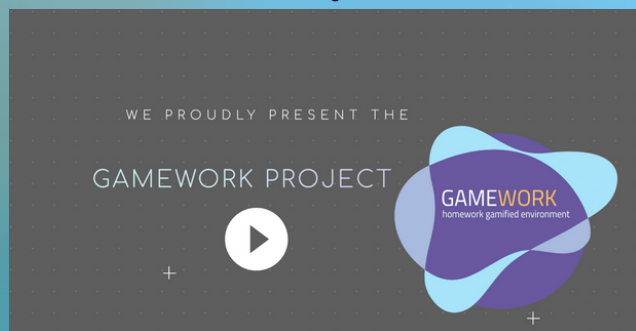 WE PROUDLY PRESENT THE
GAMEWORK PROJECT
GAMEWORK
homework gamified environment